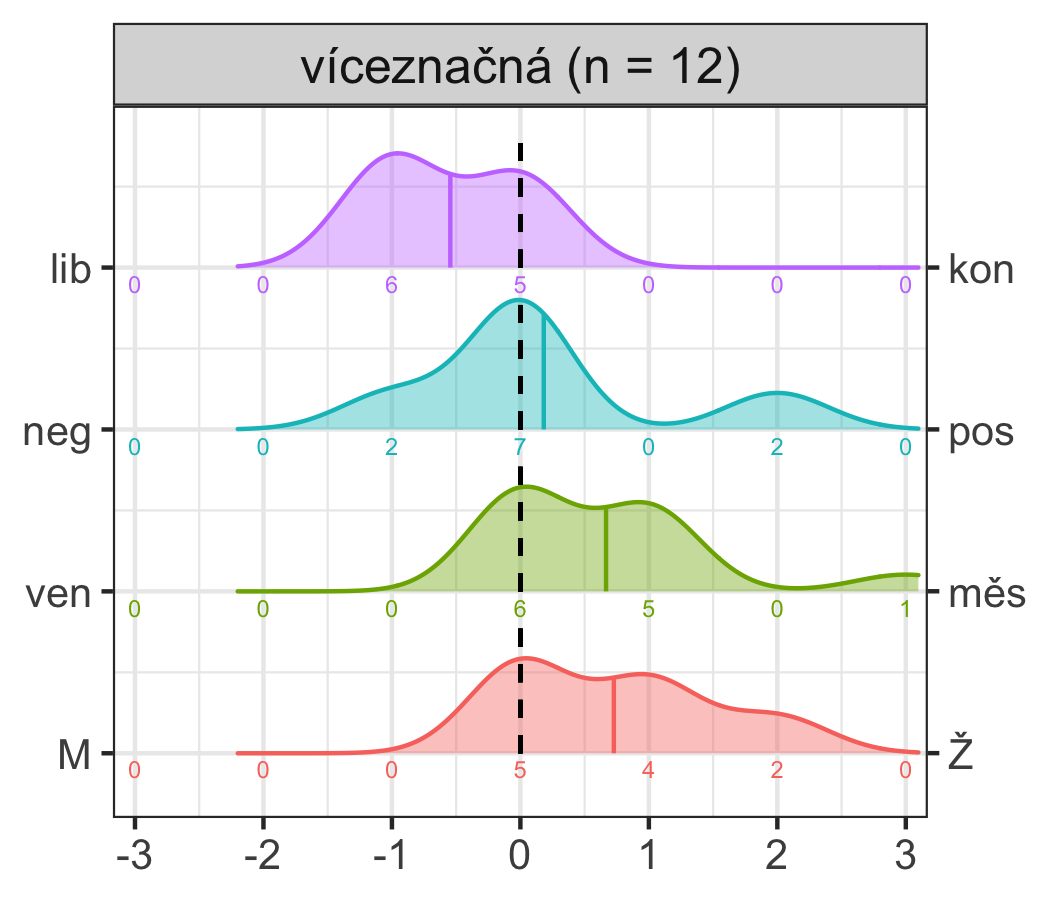 víceznačná (n = 12)
lib kon
0 0 6 5 0 0 0
neg pos
0 0 2 7 0 2 0
ven měs
0 0 0 6 5 0 1
M Ž
0 0 0 5 4 2 0
-3 -2 -1 0 1 2 3